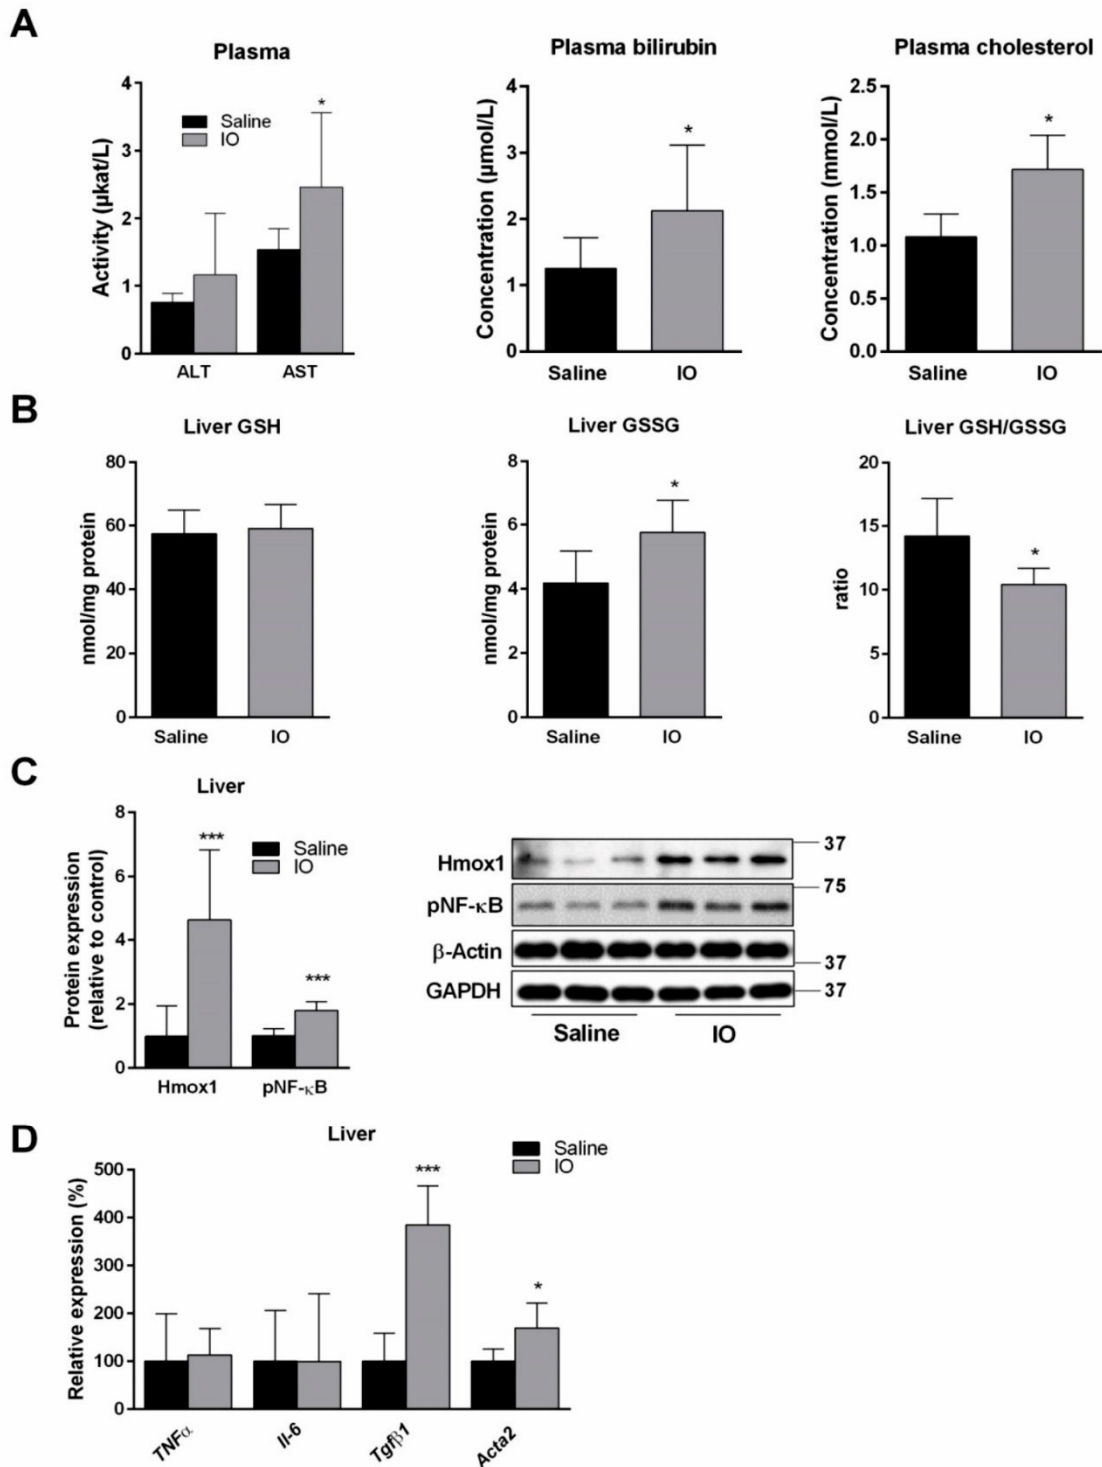 A
Plasma
Plasma bilirubin
Plasma cholesterol
Activity (μkat/L)
4
3
2
1
0
Saline
IO
*
ALT
AST
Concentration (μmol/L)
4
3
2
1
0
*
Saline
IO
Concentration (mmol/L)
2.5
2.0
1.5
1.0
0.5
0.0
*
Saline
IO
B
Liver GSH
Liver GSSG
Liver GSH/GSSG
nmol/mg protein
80
60
40
20
0
Saline
IO
nmol/mg protein
8
6
4
2
0
*
Saline
IO
ratio
20
15
10
5
0
*
Saline
IO
C
Liver
Protein expression
(relative to control)
8
6
4
2
0
***
***
Saline
IO
Hmox1
pNF-κB
Hmox1
37
pNF-κB
75
β-Actin
37
GAPDH
37
Saline
IO
D
Liver
Saline
IO
Relative expression (%)
500
400
300
200
100
0
***
*
TNFα
Il-6
Tgfβ1
Acta2